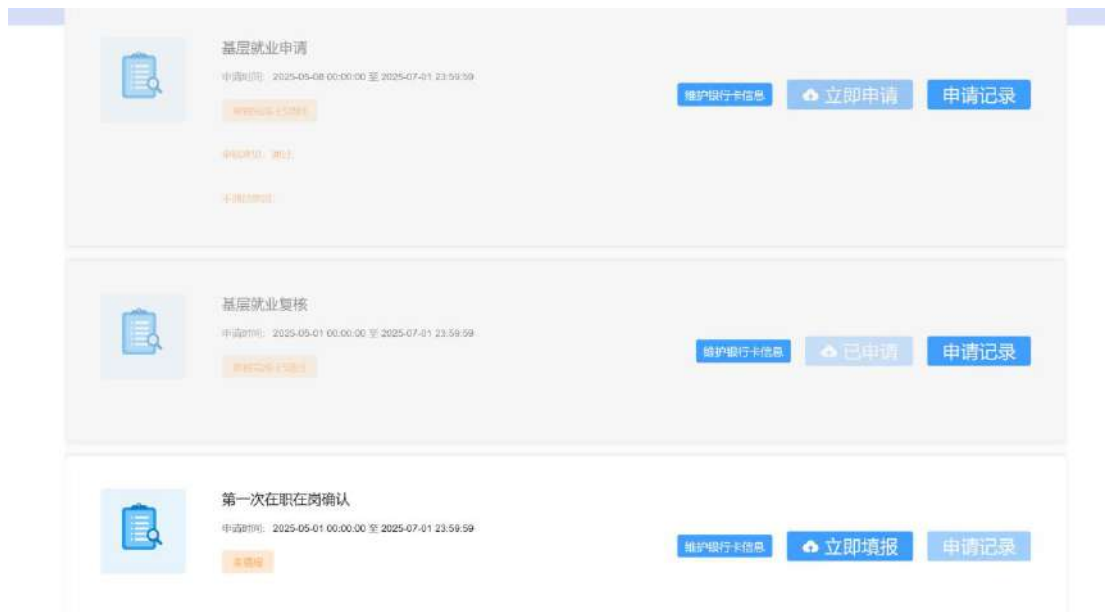 基层就业申请
申请时间： 2025-05-08 00:00:00 至 2025-07-01 23:59:59
维护银行卡信息 立即申请 申请记录
基层就业复核
申请时间： 2025-05-01 00:00:00 至 2025-07-01 23:59:59
维护银行卡信息 已申请 申请记录
第一次在职在岗确认
申请时间： 2025-05-01 00:00:00 至 2025-07-01 23:59:59
未填报
维护银行卡信息 立即填报 申请记录